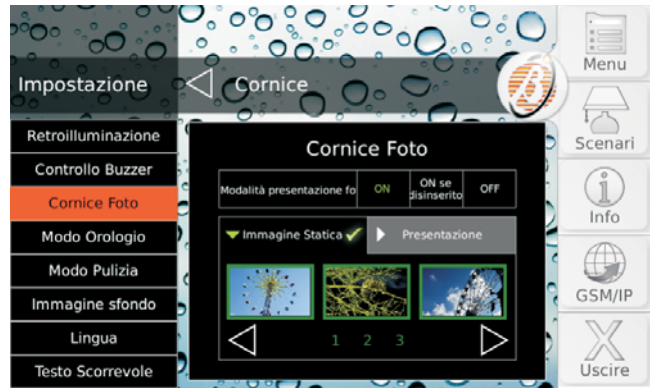 Impostazione
Cornice
B
Menu
Scenari
Info
GSM/IP
Uscire
Retroilluminazione
Controllo Buzzer
Cornice Foto
Modo Orologio
Modo Pulizia
Immagine sfondo
Lingua
Testo Scorrevole
Cornice Foto
Modalità presentazione fo
ON
ON se
disinserito
OFF
Immagine Statica
Presentazione
1 2 3